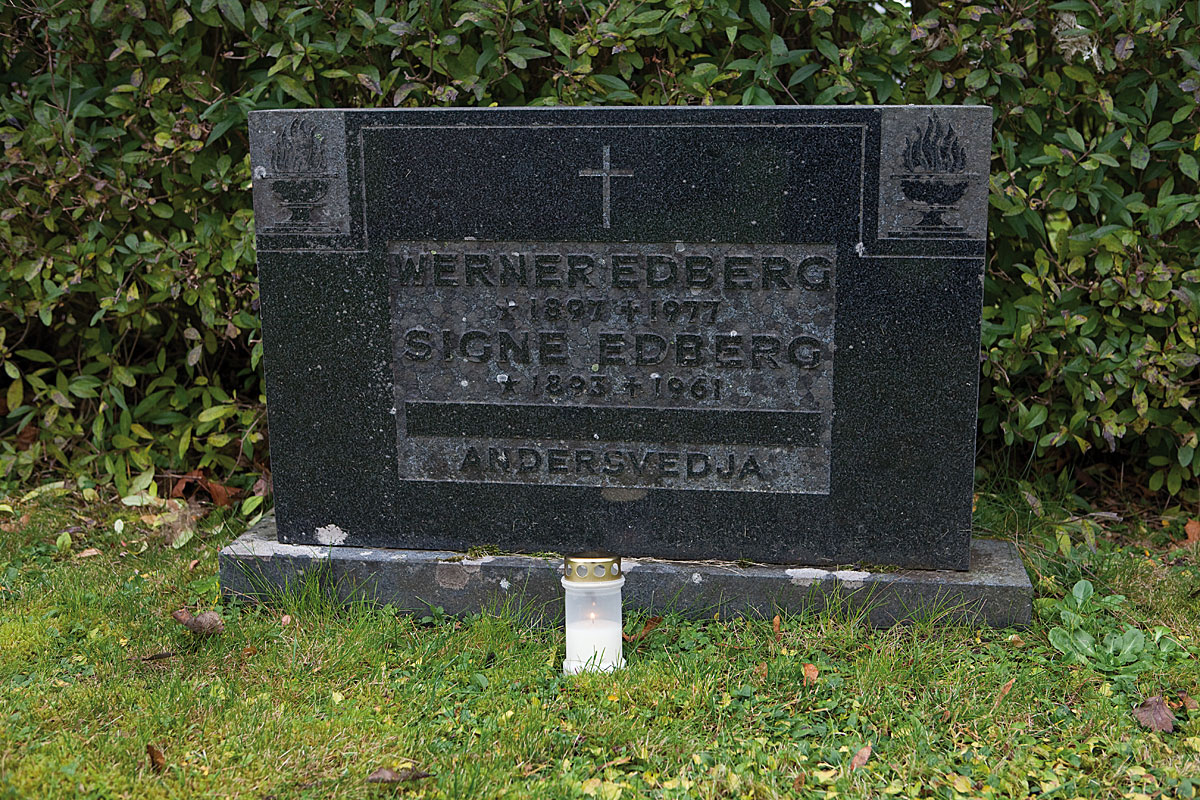 WERNER EDBERG
* 1897 + 1977
SIGNE EDBERG
* 1893 + 1961
ANDERSVEDJA